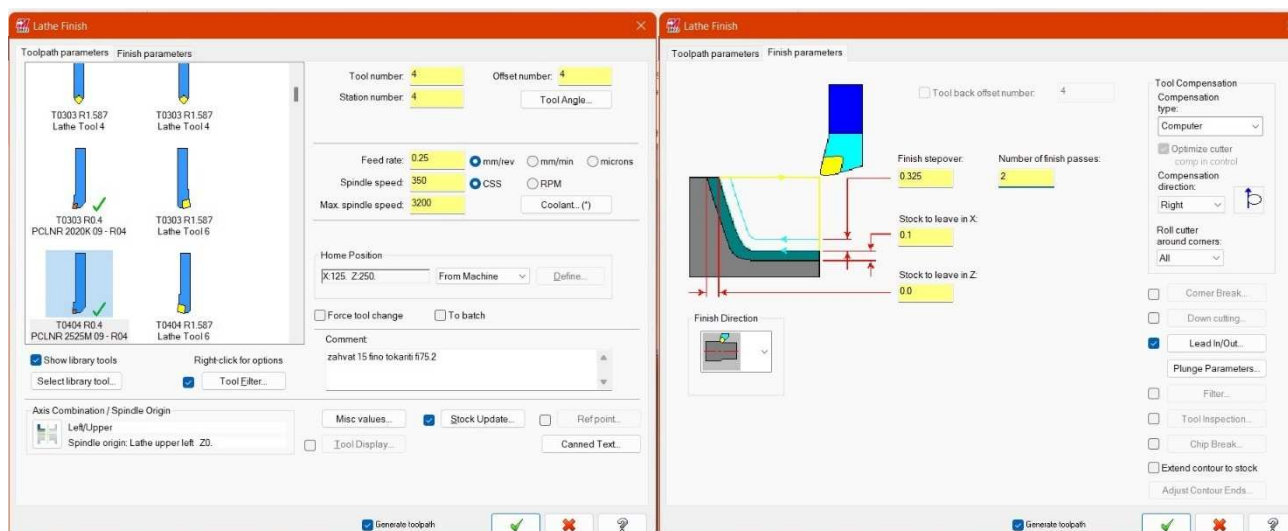 Lathe Finish
Toolpath parameters Finish parameters
T0303 R1.587
Lathe Tool 4
T0303 R1.587
Lathe Tool 4
T0303 R0.4
PCLNR 2020K 09 - R04
T0303 R1.587
Lathe Tool 6
T0404 R0.4
PCLNR 2525M 09 - R04
T0404 R1.587
Lathe Tool 6
Show library tools
Right-click for options
Select library tool...
Tool Filter...
Axis Combination / Spindle Origin
Left/Upper
Spindle origin: Lathe upper left Z0.
Tool number: 4
Offset number: 4
Station number: 4
Tool Angle...
Feed rate: 0.25 mm/rev mm/min microns
Spindle speed: 350 CSS RPM
Max. spindle speed: 3200
Coolant... (*)
Home Position
X:125. Z:250.
From Machine
Define...
Force tool change
To batch
Comment:
zahvat 15 fino tokariti fi75.2
Misc values...
Stock Update...
Ref point...
Tool Display...
Canned Text...
Generate toolpath
Lathe Finish
Toolpath parameters Finish parameters
Tool back offset number: 4
Finish stepover:
0.325
Number of finish passes:
2
Stock to leave in X:
0.1
Stock to leave in Z:
0.0
Finish Direction
Tool Compensation
Compensation
type:
Computer
Optimize cutter
comp in control
Compensation
direction:
Right
Roll cutter
around corners:
All
Corner Break...
Down cutting...
Lead In/Out...
Plunge Parameters...
Filter...
Tool Inspection...
Chip Break...
Extend contour to stock
Adjust Contour Ends...
Generate toolpath